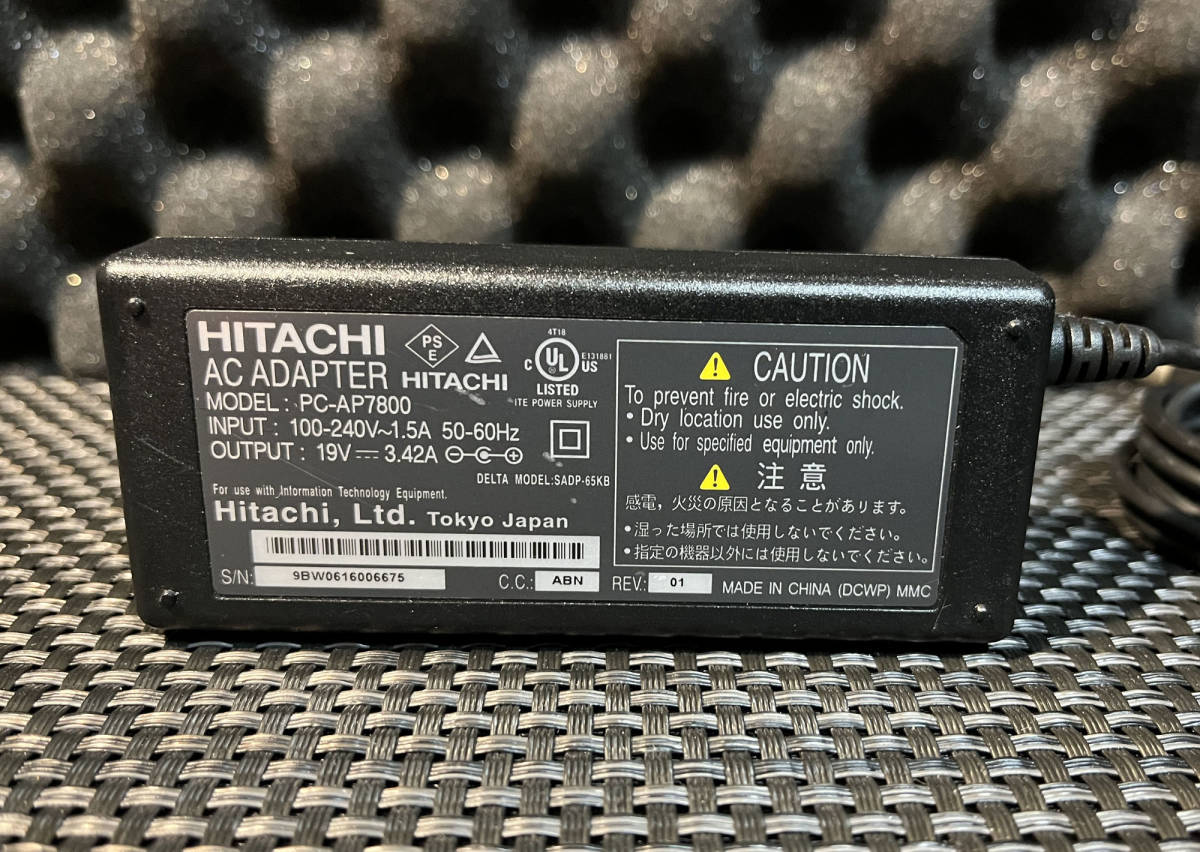 HITACHI
AC ADAPTER
PS
E
HITACHI
4T18
C UL US
E131881
LISTED
ITE POWER SUPPLY
MODEL : PC-AP7800
INPUT : 100-240V~1.5A 50-60Hz
OUTPUT : 19V⎓3.42A
DELTA MODEL:SADP-65KB
For use with Information Technology Equipment.
Hitachi, Ltd. Tokyo Japan
S/N: 9BW0616006675
C.C.: ABN
REV.: 01
MADE IN CHINA (DCWP) MMC
CAUTION
To prevent fire or electric shock.
• Dry location use only.
• Use for specified equipment only.
注意
感電，火災の原因となることがあります。
•湿った場所では使用しないでください。
•指定の機器以外には使用しないでください。